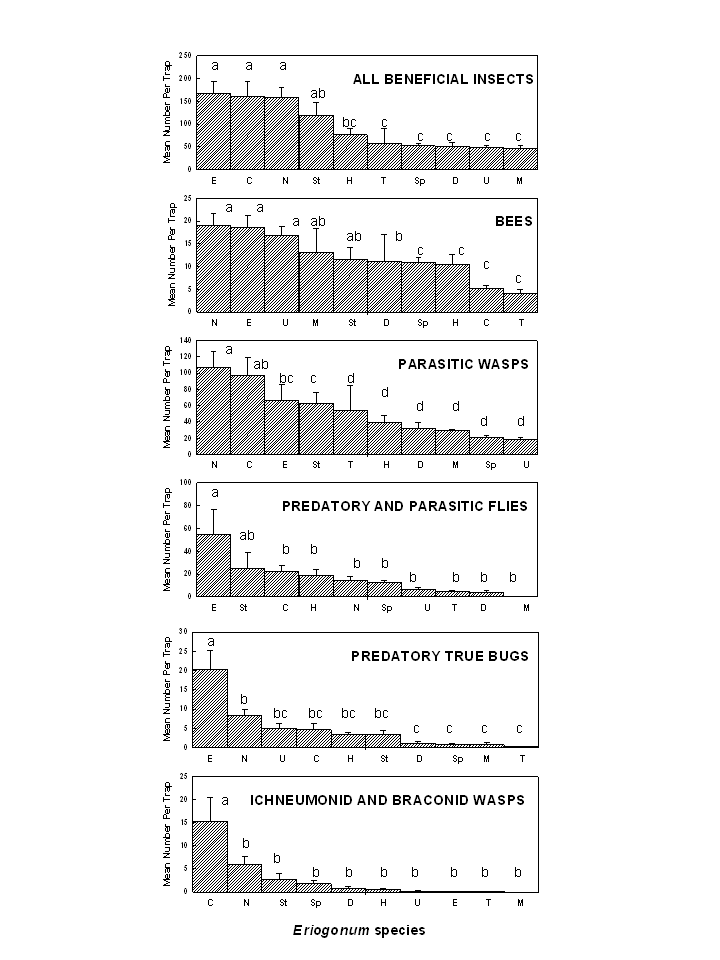 250
200
150
100
50
0
Mean Number Per Trap
a a a ab bc c c c c c
ALL BENEFICIAL INSECTS
E C N St H T Sp D U M
25
20
15
10
5
0
Mean Number Per Trap
a a a ab ab b c c c c
BEES
N E U M St D Sp H C T
140
120
100
80
60
40
20
0
Mean Number Per Trap
a ab bc c d d d d d d
PARASITIC WASPS
N C E St T H D M Sp U
100
80
60
40
20
0
Mean Number Per Trap
a ab b b b b b b b b
PREDATORY AND PARASITIC FLIES
E St C H N Sp U T D M
30
25
20
15
10
5
0
Mean Number Per Trap
a b bc bc bc bc c c c c
PREDATORY TRUE BUGS
E N U C H St D Sp M T
25
20
15
10
5
0
Mean Number Per Trap
a b b b b b b b b b
ICHNEUMONID AND BRACONID WASPS
C N St Sp D H U E T M
Eriogonum species